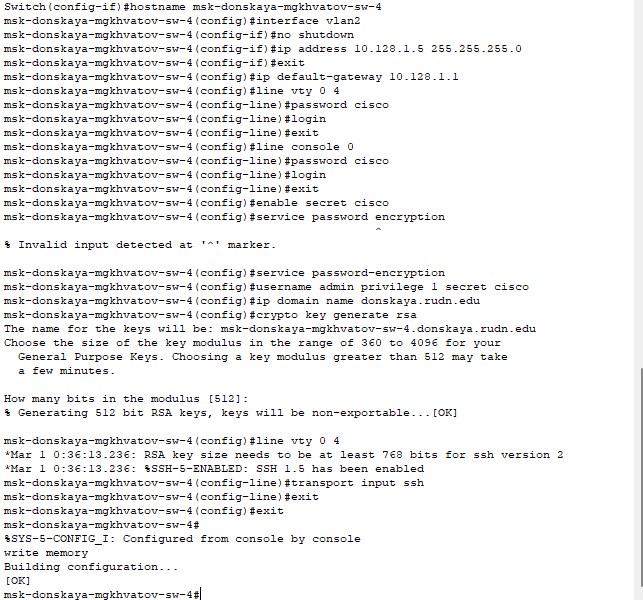 Switch(config-if)#hostname msk-donskaya-mgkhvatov-sw-4
msk-donskaya-mgkhvatov-sw-4(config)#interface vlan2
msk-donskaya-mgkhvatov-sw-4(config-if)#no shutdown
msk-donskaya-mgkhvatov-sw-4(config-if)#ip address 10.128.1.5 255.255.255.0
msk-donskaya-mgkhvatov-sw-4(config-if)#exit
msk-donskaya-mgkhvatov-sw-4(config)#ip default-gateway 10.128.1.1
msk-donskaya-mgkhvatov-sw-4(config)#line vty 0 4
msk-donskaya-mgkhvatov-sw-4(config-line)#password cisco
msk-donskaya-mgkhvatov-sw-4(config-line)#login
msk-donskaya-mgkhvatov-sw-4(config-line)#exit
msk-donskaya-mgkhvatov-sw-4(config)#line console 0
msk-donskaya-mgkhvatov-sw-4(config-line)#password cisco
msk-donskaya-mgkhvatov-sw-4(config-line)#login
msk-donskaya-mgkhvatov-sw-4(config-line)#exit
msk-donskaya-mgkhvatov-sw-4(config)#enable secret cisco
msk-donskaya-mgkhvatov-sw-4(config)#service password encryption
^
% Invalid input detected at '^' marker.
msk-donskaya-mgkhvatov-sw-4(config)#service password-encryption
msk-donskaya-mgkhvatov-sw-4(config)#username admin privilege 1 secret cisco
msk-donskaya-mgkhvatov-sw-4(config)#ip domain name donskaya.rudn.edu
msk-donskaya-mgkhvatov-sw-4(config)#crypto key generate rsa
The name for the keys will be: msk-donskaya-mgkhvatov-sw-4.donskaya.rudn.edu
Choose the size of the key modulus in the range of 360 to 4096 for your
General Purpose Keys. Choosing a key modulus greater than 512 may take
a few minutes.
How many bits in the modulus [512]:
% Generating 512 bit RSA keys, keys will be non-exportable...[OK]
msk-donskaya-mgkhvatov-sw-4(config)#line vty 0 4
*Mar 1 0:36:13.236: RSA key size needs to be at least 768 bits for ssh version 2
*Mar 1 0:36:13.236: %SSH-5-ENABLED: SSH 1.5 has been enabled
msk-donskaya-mgkhvatov-sw-4(config-line)#transport input ssh
msk-donskaya-mgkhvatov-sw-4(config-line)#exit
msk-donskaya-mgkhvatov-sw-4(config)#exit
msk-donskaya-mgkhvatov-sw-4#
%SYS-5-CONFIG_I: Configured from console by console
write memory
Building configuration...
[OK]
msk-donskaya-mgkhvatov-sw-4#